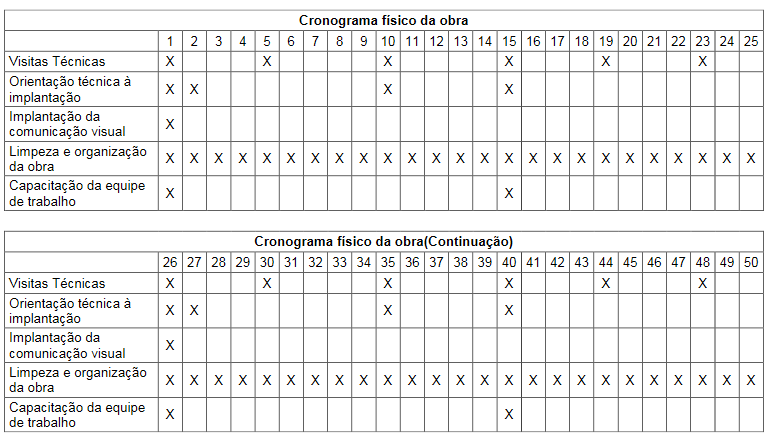 Cronograma físico da obra
1 2 3 4 5 6 7 8 9 10 11 12 13 14 15 16 17 18 19 20 21 22 23 24 25
Visitas Técnicas X X X X X X
Orientação técnica à
implantação X X X X
Implantação da
comunicação visual X
Limpeza e organização
da obra X X X X X X X X X X X X X X X X X X X X X X X X X
Capacitação da equipe
de trabalho X X
Cronograma físico da obra(Continuação)
26 27 28 29 30 31 32 33 34 35 36 37 38 39 40 41 42 43 44 45 46 47 48 49 50
Visitas Técnicas X X X X X X
Orientação técnica à
implantação X X X X
Implantação da
comunicação visual X
Limpeza e organização
da obra X X X X X X X X X X X X X X X X X X X X X X X X X
Capacitação da equipe
de trabalho X X